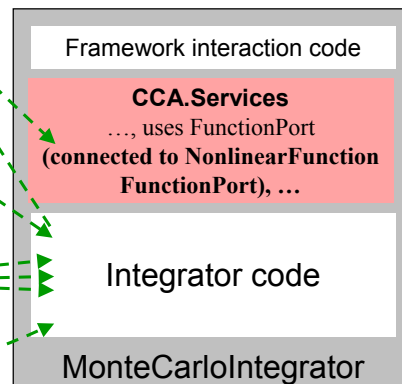 Framework interaction code
CCA.Services
…, uses FunctionPort
(connected to NonlinearFunction
FunctionPort), …
Integrator code
MonteCarloIntegrator